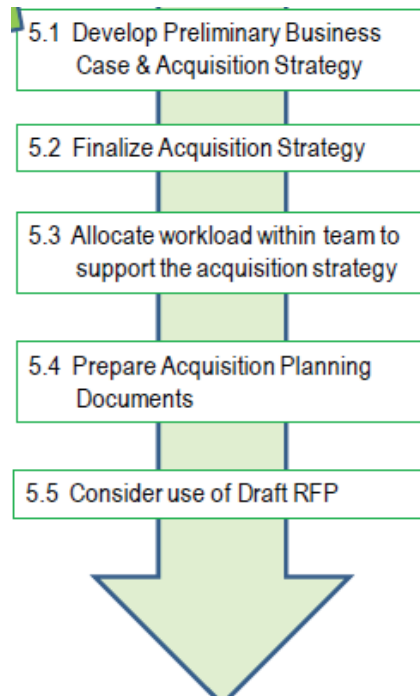 5.1 Develop Preliminary Business
Case & Acquisition Strategy
5.2 Finalize Acquisition Strategy
5.3 Allocate workload within team to
support the acquisition strategy
5.4 Prepare Acquisition Planning
Documents
5.5 Consider use of Draft RFP